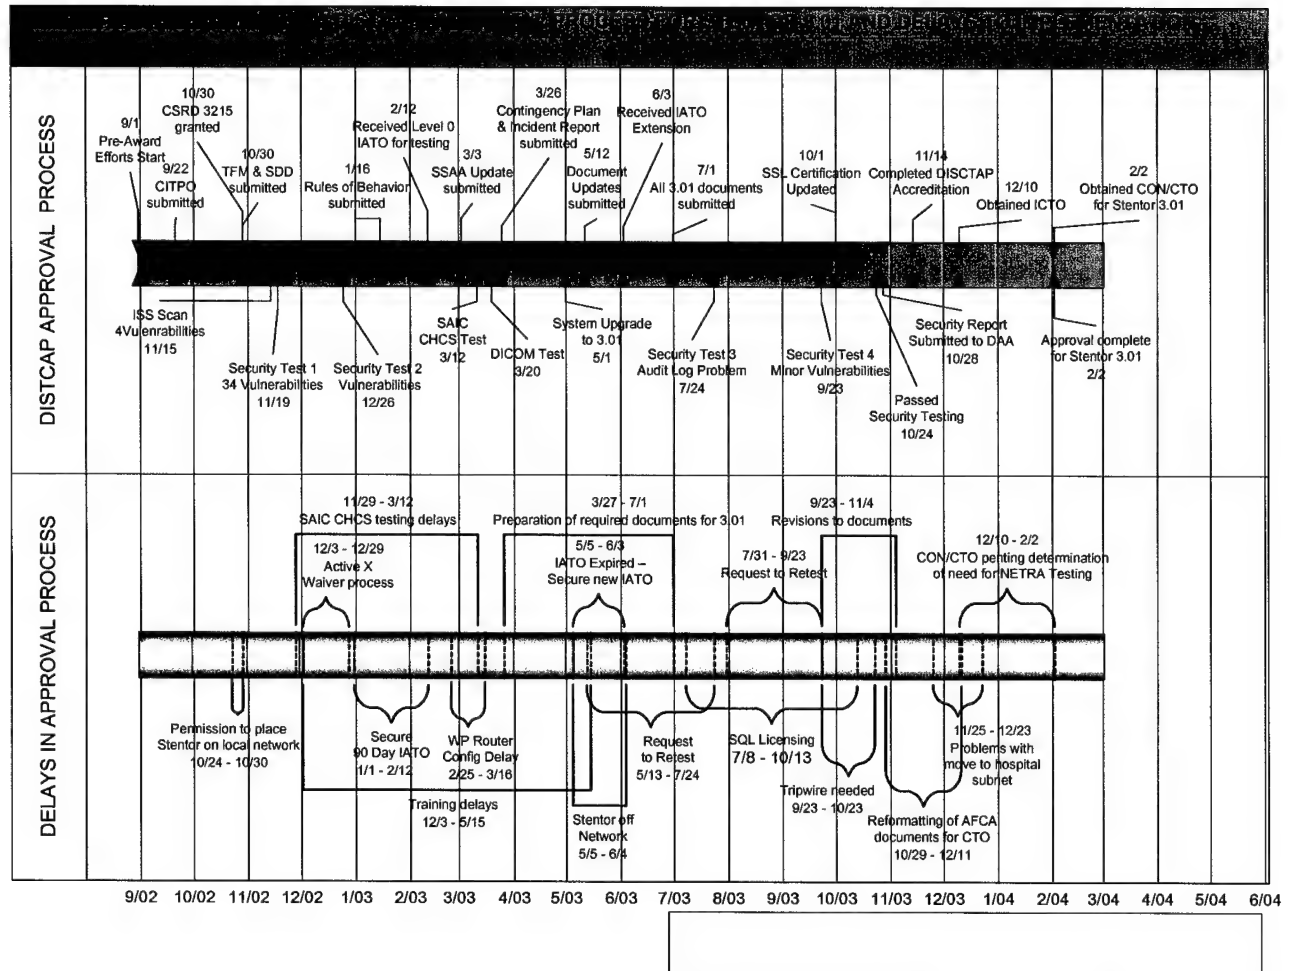 DISTCAP APPROVAL PROCESS
9/1
Pre-Award
Efforts Start
9/22
CITPO
submitted
10/30
CSRD 3215
granted
10/30
TFM & SDD
submitted
1/16
Rules of Behavior
submitted
2/12
Received Level 0
IATO for testing
3/3
SSAA Update
submitted
3/26
Contingency Plan
& Incident Report
submitted
5/12
Document
Updates
submitted
6/3
Received IATO
Extension
7/1
All 3.01 documents
submitted
10/1
SSL Certification
Updated
11/14
Completed DISCTAP
Accreditation
12/10
Obtained ICTO
2/2
Obtained CON/CTO
for Stentor 3.01
ISS Scan
4Vulenrabilities
11/15
Security Test 1
34 Vulnerabilities
11/19
Security Test 2
Vulnerabilities
12/26
SAIC
CHCS Test
3/12
DICOM Test
3/20
System Upgrade
to 3.01
5/1
Security Test 3
Audit Log Problem
7/24
Security Test 4
Minor Vulnerabilities
9/23
Passed
Security Testing
10/24
Security Report
Submitted to DAA
10/28
Approval complete
for Stentor 3.01
2/2
DELAYS IN APPROVAL PROCESS
11/29 - 3/12
SAIC CHCS testing delays
12/3 - 12/29
Active X
Waiver process
3/27 - 7/1
Preparation of required documents for 3.01
5/5 - 6/3
IATO Expired –
Secure new IATO
7/31 - 9/23
Request to Retest
9/23 - 11/4
Revisions to documents
12/10 - 2/2
CON/CTO penting determination
of need for NETRA Testing
Permission to place
Stentor on local network
10/24 - 10/30
Secure
90 Day IATO
1/1 - 2/12
WP Router
Config Delay
2/25 - 3/16
Training delays
12/3 - 5/15
Stentor off
Network
5/5 - 6/4
Request
to Retest
5/13 - 7/24
SQL Licensing
7/8 - 10/13
Tripwire needed
9/23 - 10/23
Reformatting of AFCA
documents for CTO
10/29 - 12/11
11/25 - 12/23
Problems with
move to hospital
subnet
9/02 10/02 11/02 12/02 1/03 2/03 3/03 4/03 5/03 6/03 7/03 8/03 9/03 10/03 11/03 12/03 1/04 2/04 3/04 4/04 5/04 6/04